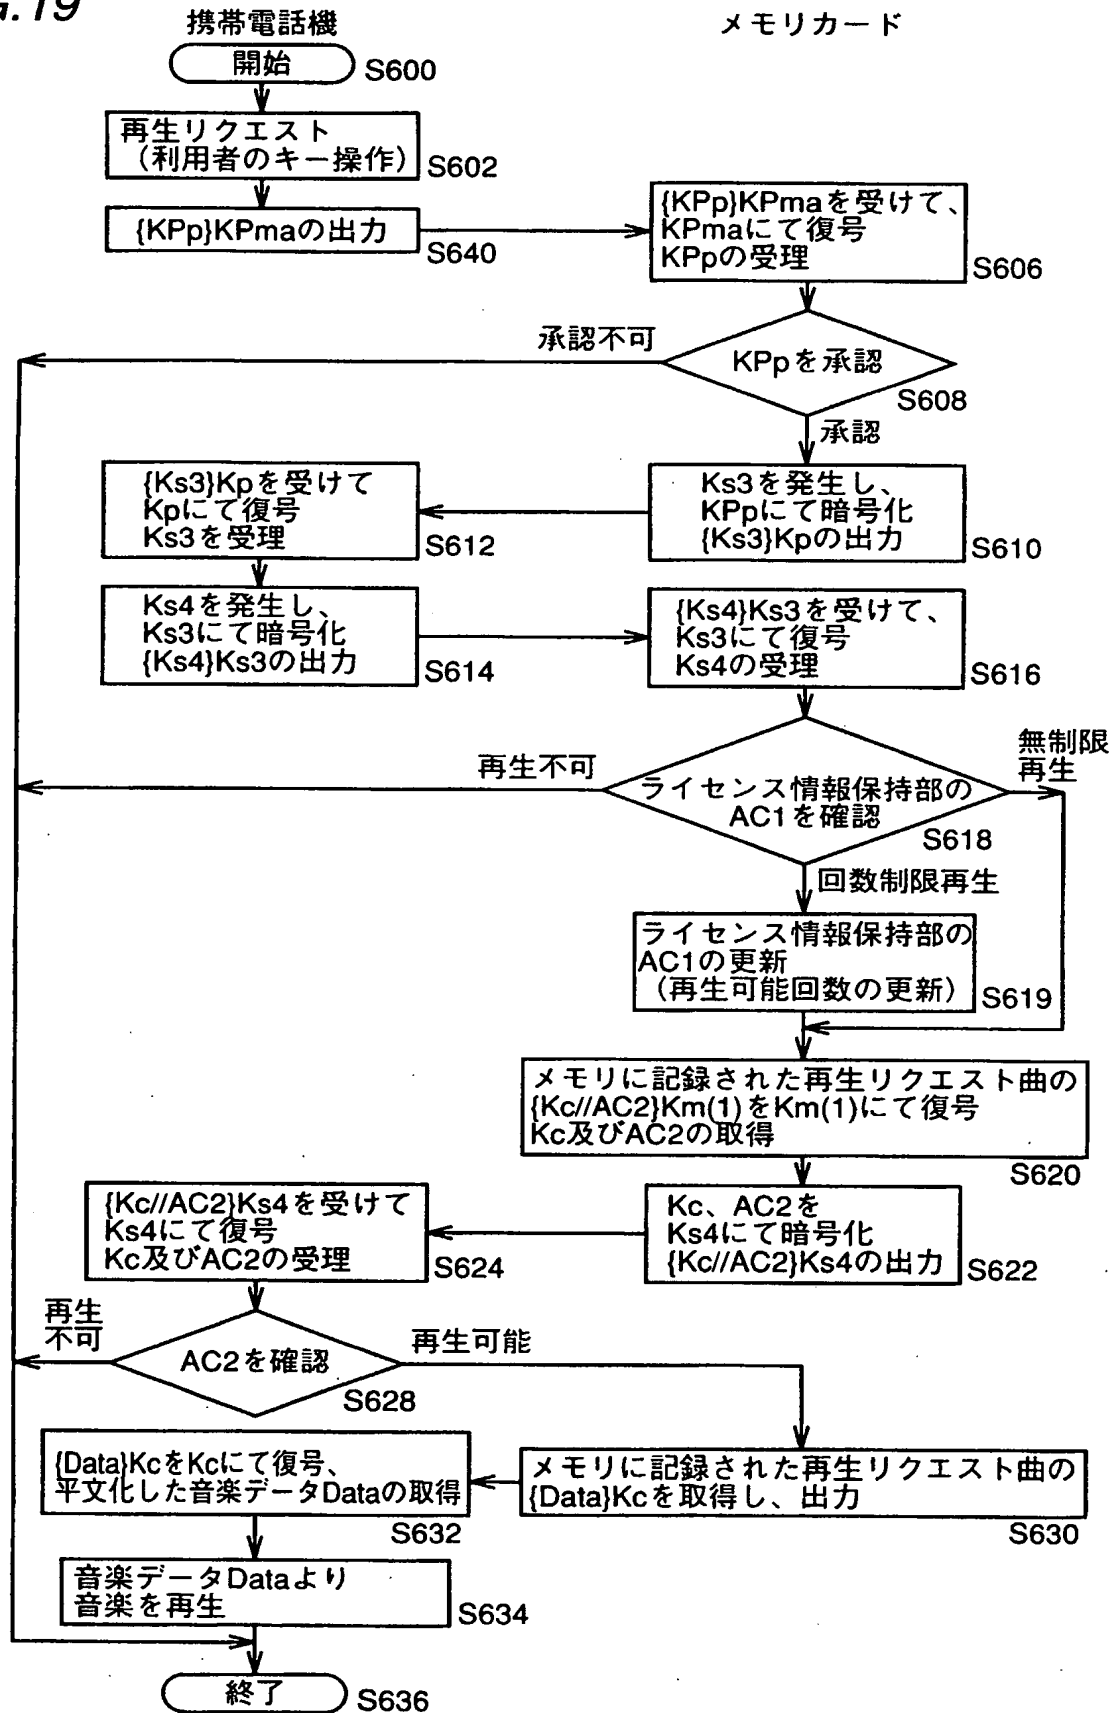 G.19
携帯電話機
メモリカード
開始
S600
再生リクエスト
(利用者のキー操作)
S602
{KPp}KPmaの出力
S640
{KPp}KPmaを受けて、
KPmaにて復号
KPpの受理
S606
承認不可
KPpを承認
S608
承認
{Ks3}Kpを受けて
Kpにて復号
Ks3を受理
S612
Ks3を発生し、
KPpにて暗号化
{Ks3}Kpの出力
S610
Ks4を発生し、
Ks3にて暗号化
{Ks4}Ks3の出力
S614
{Ks4}Ks3を受けて、
Ks3にて復号
Ks4の受理
S616
再生不可
無制限
再生
ライセンス情報保持部の
AC1を確認
S618
回数制限再生
ライセンス情報保持部の
AC1の更新
(再生可能回数の更新)
S619
メモリに記録された再生リクエスト曲の
{Kc//AC2}Km(1)をKm(1)にて復号
Kc及びAC2の取得
S620
{Kc//AC2}Ks4を受けて
Ks4にて復号
Kc及びAC2の受理
S624
Kc、AC2を
Ks4にて暗号化
{Kc//AC2}Ks4の出力
S622
再生
不可
AC2を確認
再生可能
S628
{Data}KcをKcにて復号、
平文化した音楽データDataの取得
S632
メモリに記録された再生リクエスト曲の
{Data}Kcを取得し、出力
S630
音楽データDataより
音楽を再生
S634
終了
S636